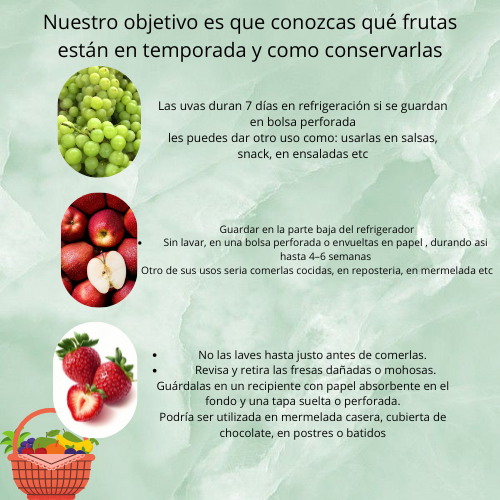 Nuestro objetivo es que conozcas qué frutas
están en temporada y como conservarlas
Las uvas duran 7 días en refrigeración si se guardan
en bolsa perforada
les puedes dar otro uso como: usarlas en salsas,
snack, en ensaladas etc
Guardar en la parte baja del refrigerador
• Sin lavar, en una bolsa perforada o envueltas en papel , durando asi
hasta 4–6 semanas
Otro de sus usos seria comerlas cocidas, en reposteria, en mermelada etc
• No las laves hasta justo antes de comerlas.
• Revisa y retira las fresas dañadas o mohosas.
Guárdalas en un recipiente con papel absorbente en el
fondo y una tapa suelta o perforada.
Podría ser utilizada en mermelada casera, cubierta de
chocolate, en postres o batidos